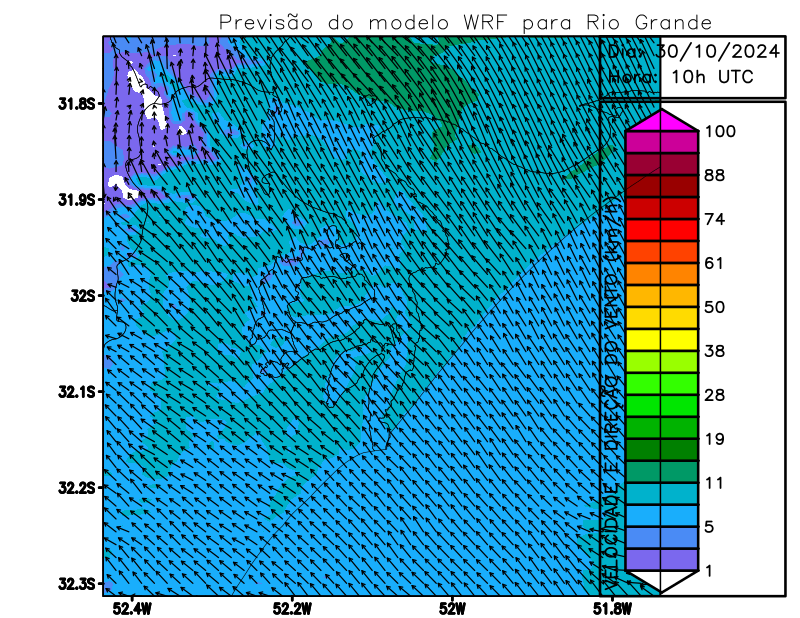 Previsão do modelo WRF para Rio Grande
Dia: 30/10/2024
Hora: 10h UTC
31.8S
31.9S
32S
32.1S
32.2S
32.3S
52.4W
52.2W
52W
51.8W
VELOCIDADE E DIREÇÃO DO VENTO (km/h)
100
88
74
61
50
38
28
19
11
5
1